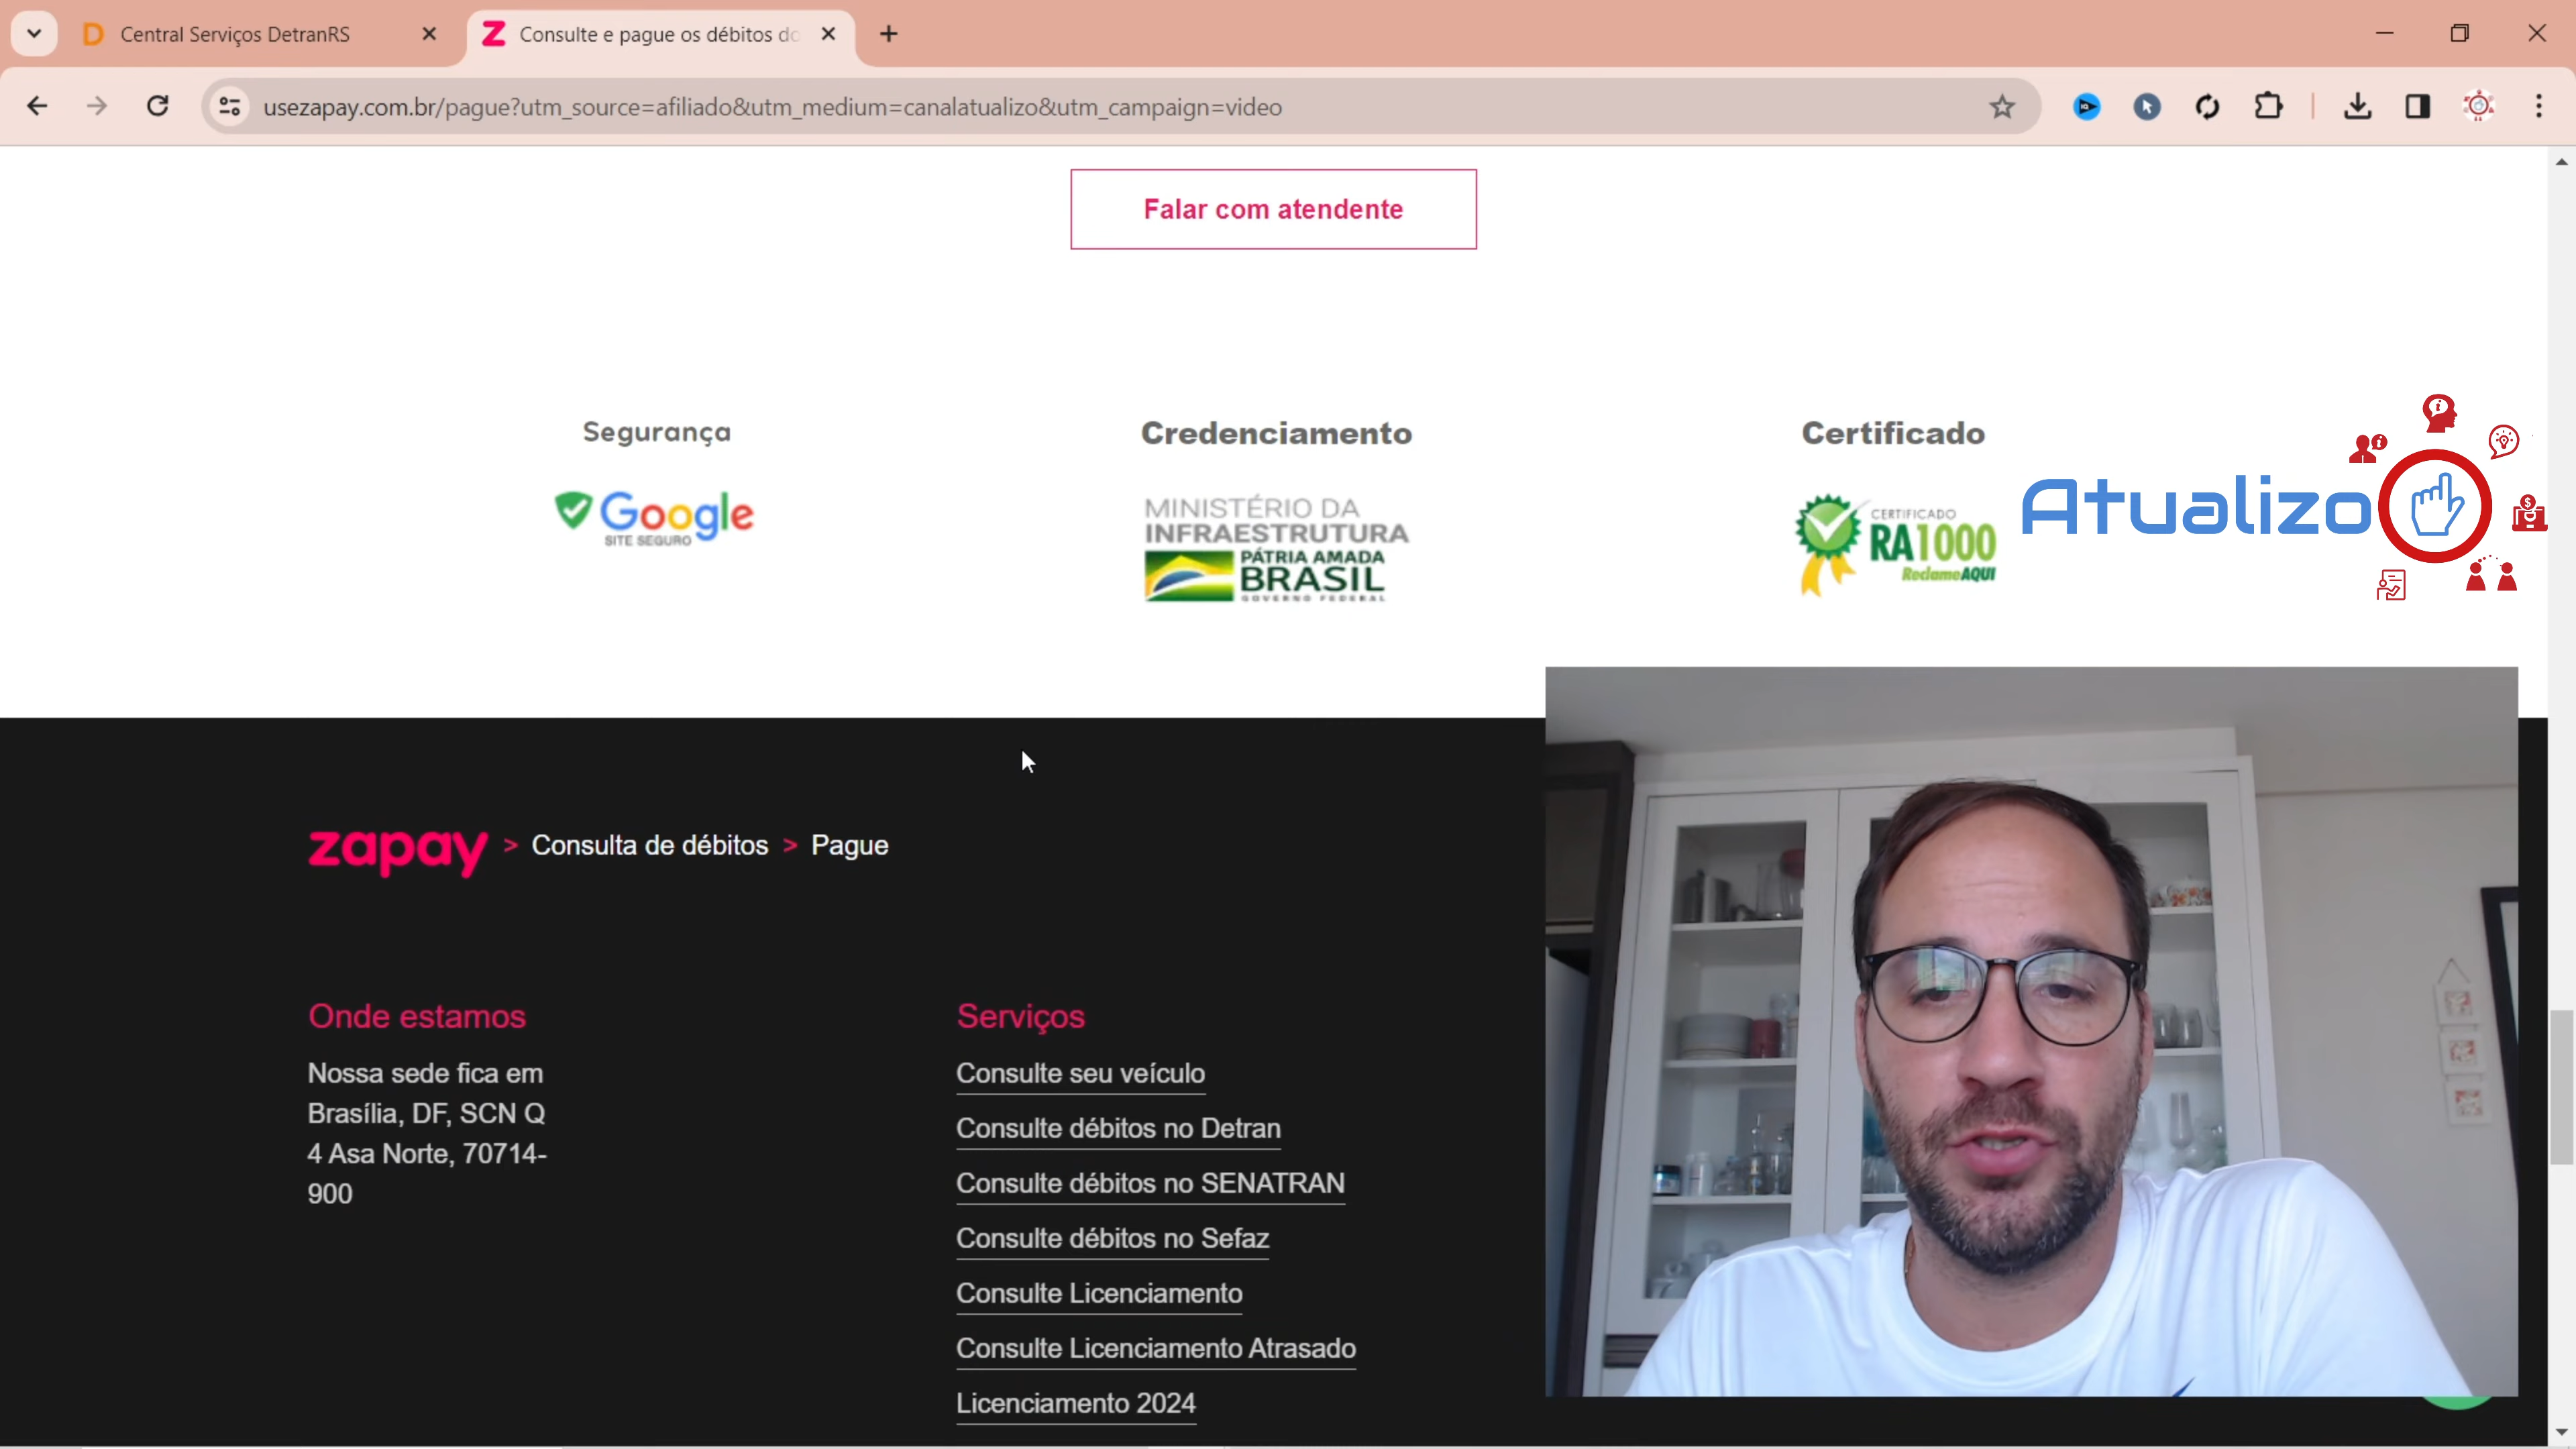 Central Serviços DetranRS
Consulte e pague os débitos do
usezapay.com.br/pague?utm_source=afiliado&utm_medium=canalatualizo&utm_campaign=video
Falar com atendente
Segurança
Google
SITE SEGURO
Credenciamento
MINISTÉRIO DA
INFRAESTRUTURA
PÁTRIA AMADA
BRASIL
GOVERNO FEDERAL
Certificado
CERTIFICADO
RA1000
ReclameAQUI
Atualizo
zapay > Consulta de débitos > Pague
Onde estamos
Nossa sede fica em
Brasília, DF, SCN Q
4 Asa Norte, 70714-
900
Serviços
Consulte seu veículo
Consulte débitos no Detran
Consulte débitos no SENATRAN
Consulte débitos no Sefaz
Consulte Licenciamento
Consulte Licenciamento Atrasado
Licenciamento 2024